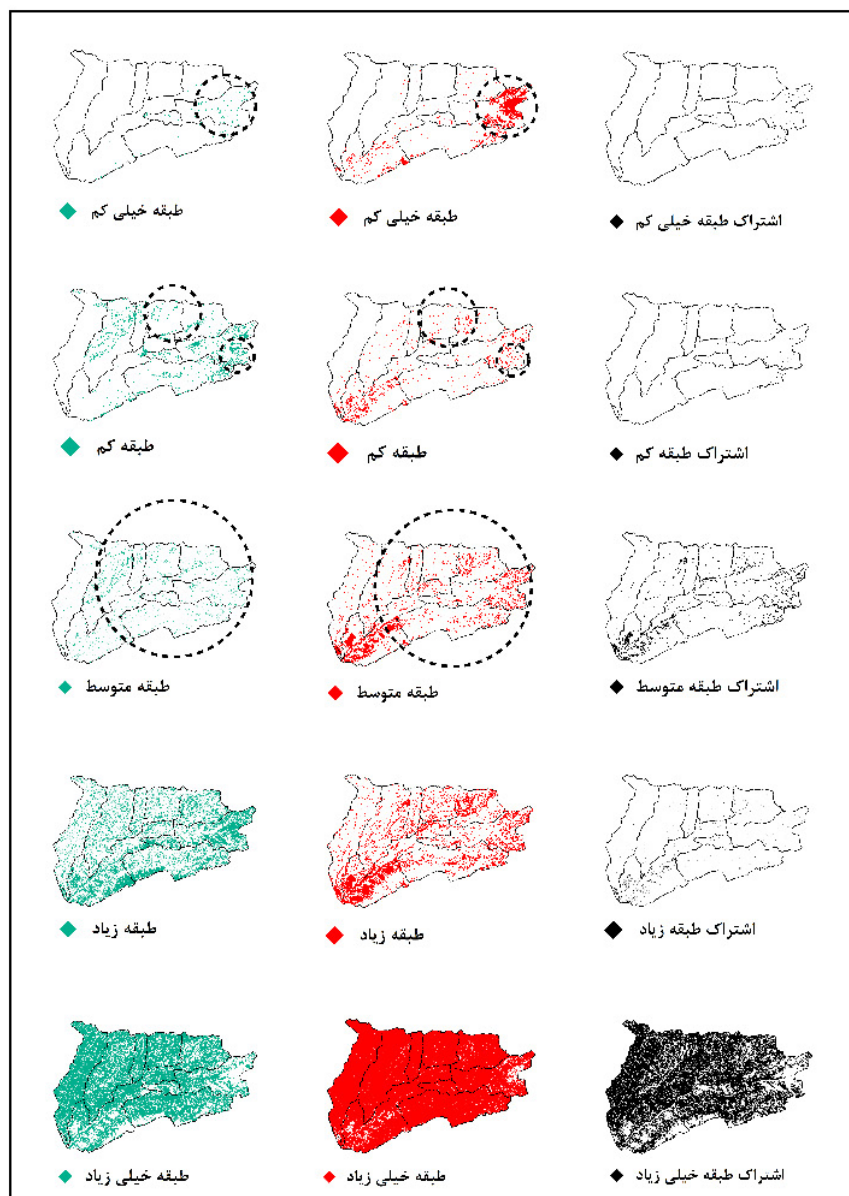 طبقه خیلی کم
طبقه خیلی کم
اشتراک طبقه خیلی کم
طبقه کم
طبقه کم
اشتراک طبقه کم
طبقه متوسط
طبقه متوسط
اشتراک طبقه متوسط
طبقه زیاد
طبقه زیاد
اشتراک طبقه زیاد
طبقه خیلی زیاد
طبقه خیلی زیاد
اشتراک طبقه خیلی زیاد